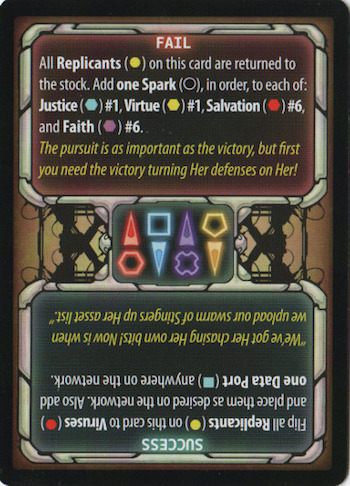 FAIL
All Replicants ( ) on this card are returned to
the stock. Add one Spark ( ), in order, to each of:
Justice ( ) #1, Virtue ( ) #1, Salvation ( ) #6,
and Faith ( ) #6.
The pursuit is as important as the victory, but first
you need the victory turning Her defenses on Her!
SUCCESS
Flip all Replicants ( ) on this card to Viruses ( )
and place them as desired on the network. Also add
one Data Port ( ) anywhere on the network.
“We’ve got Her chasing Her own bits! Now is when
we upload our swarm of Stingers up Her asset list.”